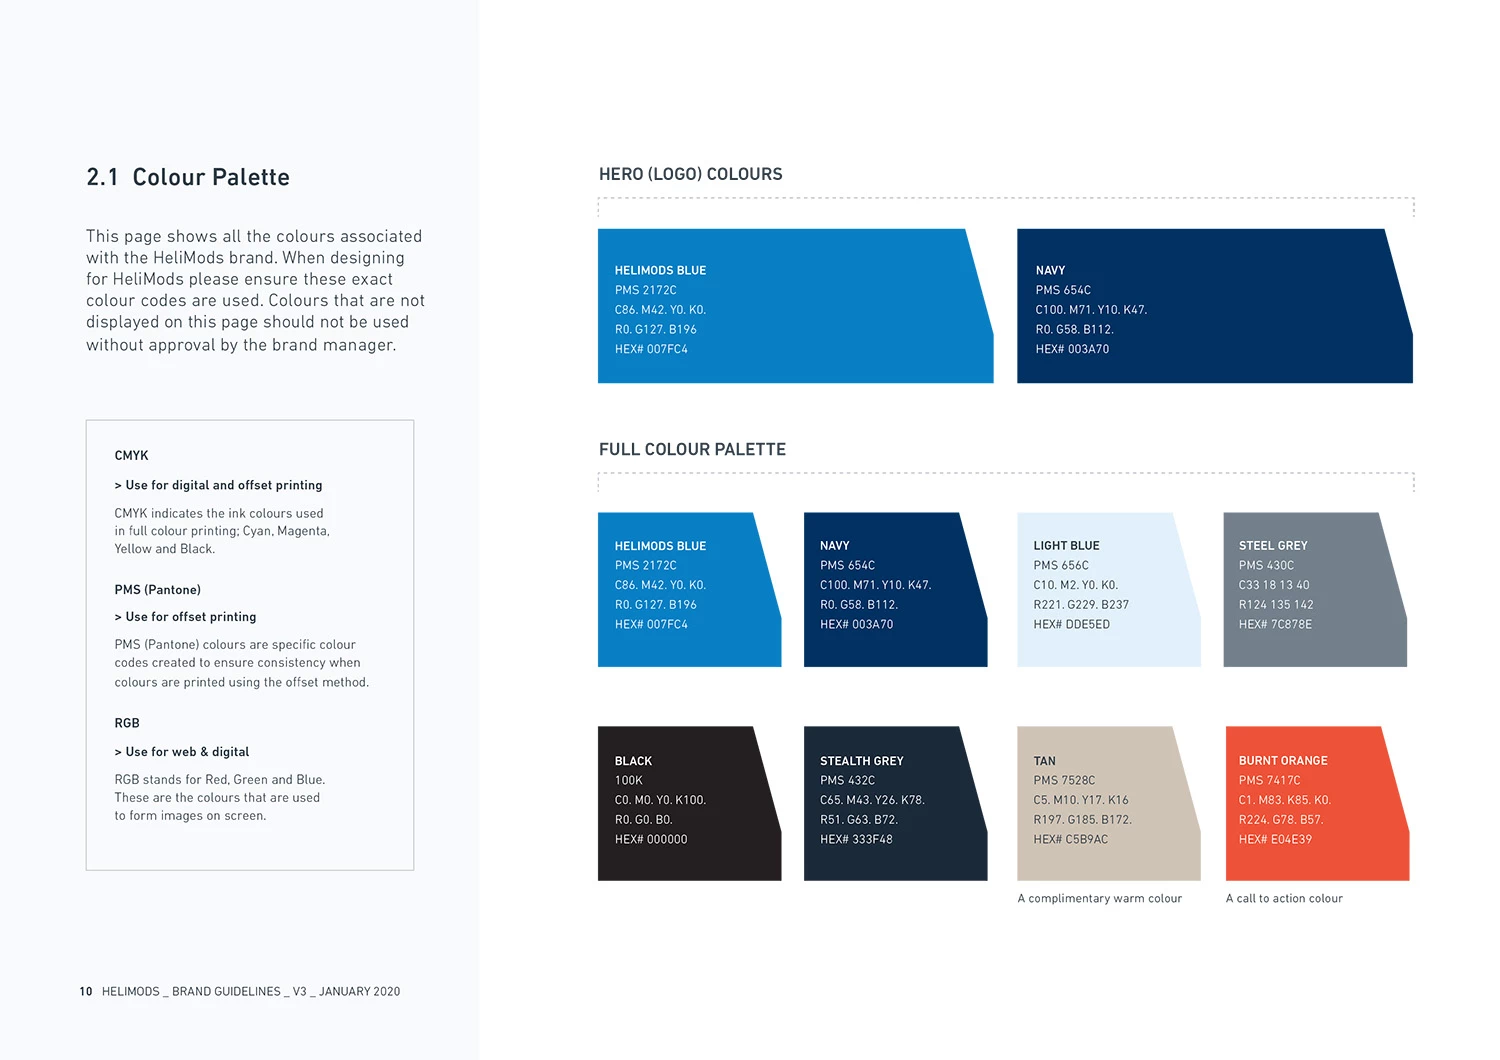 2.1 Colour Palette
This page shows all the colours associated
with the HeliMods brand. When designing
for HeliMods please ensure these exact
colour codes are used. Colours that are not
displayed on this page should not be used
without approval by the brand manager.
CMYK
> Use for digital and offset printing
CMYK indicates the ink colours used
in full colour printing; Cyan, Magenta,
Yellow and Black.
PMS (Pantone)
> Use for offset printing
PMS (Pantone) colours are specific colour
codes created to ensure consistency when
colours are printed using the offset method.
RGB
> Use for web & digital
RGB stands for Red, Green and Blue.
These are the colours that are used
to form images on screen.
10 HELIMODS _ BRAND GUIDELINES _ V3 _ JANUARY 2020
HERO (LOGO) COLOURS
HELIMODS BLUE
PMS 2172C
C86. M42. Y0. K0.
R0. G127. B196
HEX# 007FC4
NAVY
PMS 654C
C100. M71. Y10. K47.
R0. G58. B112.
HEX# 003A70
FULL COLOUR PALETTE
HELIMODS BLUE
PMS 2172C
C86. M42. Y0. K0.
R0. G127. B196
HEX# 007FC4
NAVY
PMS 654C
C100. M71. Y10. K47.
R0. G58. B112.
HEX# 003A70
LIGHT BLUE
PMS 656C
C10. M2. Y0. K0.
R221. G229. B237
HEX# DDE5ED
STEEL GREY
PMS 430C
C33 18 13 40
R124 135 142
HEX# 7C878E
BLACK
100K
C0. M0. Y0. K100.
R0. G0. B0.
HEX# 000000
STEALTH GREY
PMS 432C
C65. M43. Y26. K78.
R51. G63. B72.
HEX# 333F48
TAN
PMS 7528C
C5. M10. Y17. K16
R197. G185. B172.
HEX# C5B9AC
A complimentary warm colour
BURNT ORANGE
PMS 7417C
C1. M83. K85. K0.
R224. G78. B57.
HEX# E04E39
A call to action colour